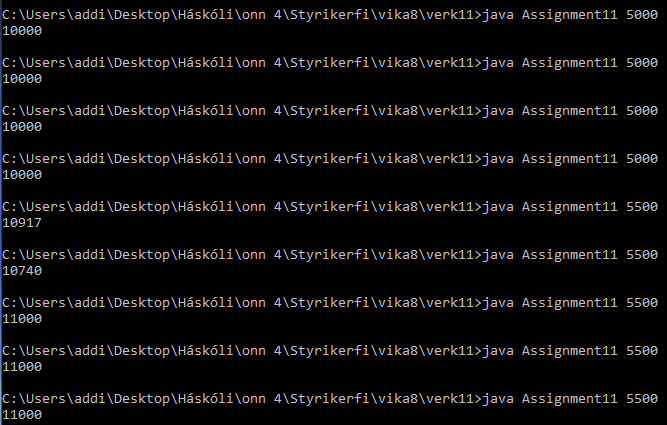 C:\Users\addi\Desktop\Háskóli\onn 4\Styrikerfi\vika8\verk11>java Assignment11 5000
10000
C:\Users\addi\Desktop\Háskóli\onn 4\Styrikerfi\vika8\verk11>java Assignment11 5000
10000
C:\Users\addi\Desktop\Háskóli\onn 4\Styrikerfi\vika8\verk11>java Assignment11 5000
10000
C:\Users\addi\Desktop\Háskóli\onn 4\Styrikerfi\vika8\verk11>java Assignment11 5000
10000
C:\Users\addi\Desktop\Háskóli\onn 4\Styrikerfi\vika8\verk11>java Assignment11 5500
10917
C:\Users\addi\Desktop\Háskóli\onn 4\Styrikerfi\vika8\verk11>java Assignment11 5500
10740
C:\Users\addi\Desktop\Háskóli\onn 4\Styrikerfi\vika8\verk11>java Assignment11 5500
11000
C:\Users\addi\Desktop\Háskóli\onn 4\Styrikerfi\vika8\verk11>java Assignment11 5500
11000
C:\Users\addi\Desktop\Háskóli\onn 4\Styrikerfi\vika8\verk11>java Assignment11 5500
11000